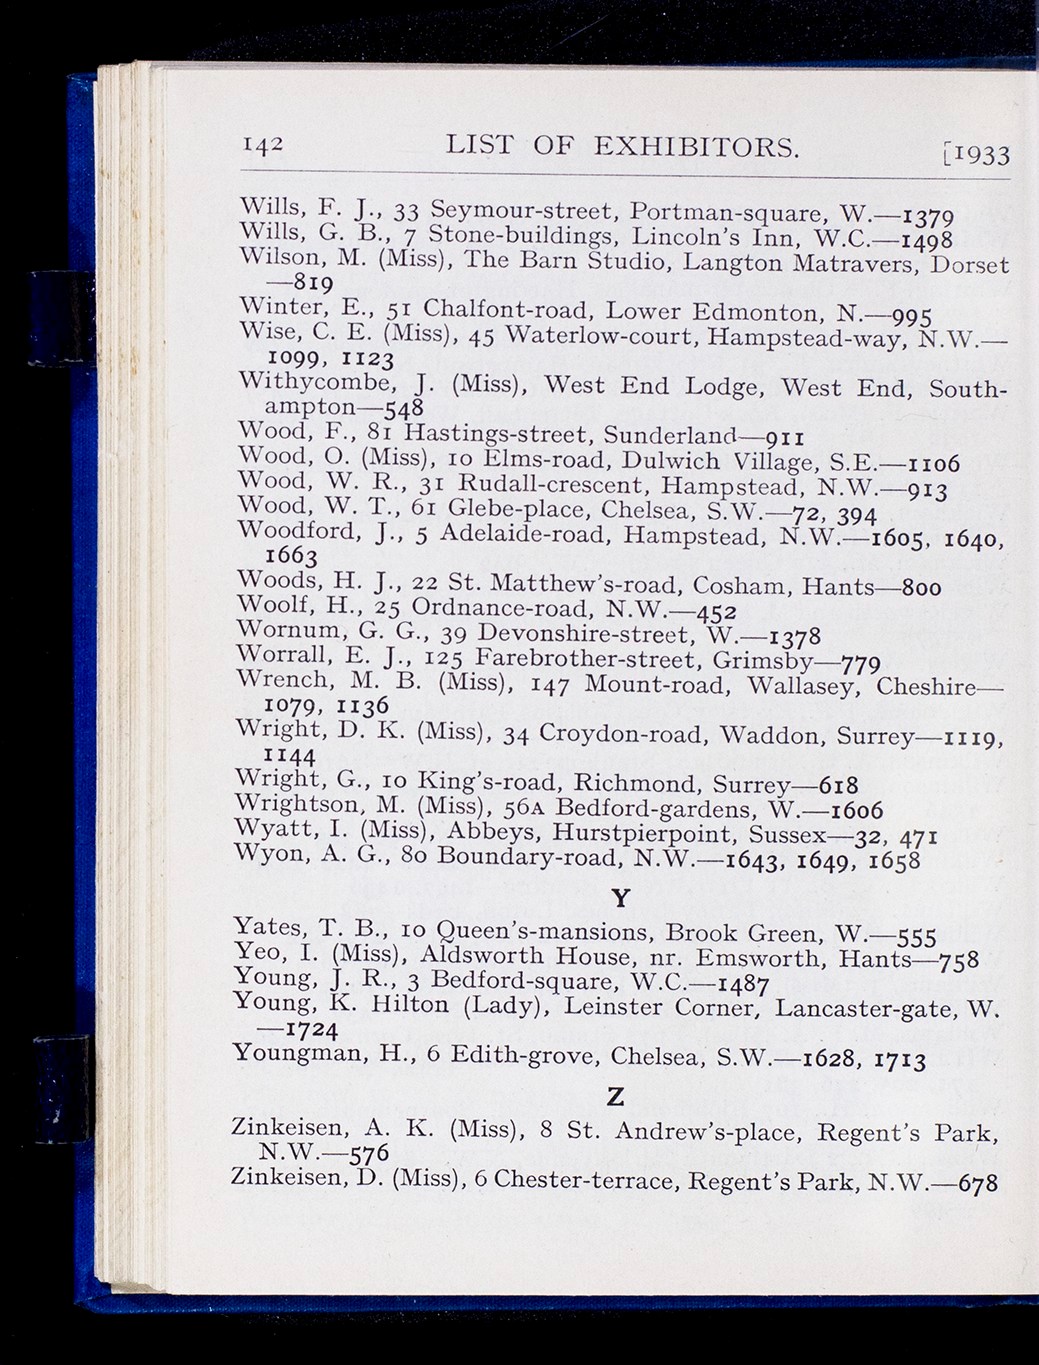 142 LIST OF EXHIBITORS. [1933
Wills, F. J., 33 Seymour-street, Portman-square, W.—1379
Wills, G. B., 7 Stone-buildings, Lincoln's Inn, W.C.—1498
Wilson, M. (Miss), The Barn Studio, Langton Matravers, Dorset
—819
Winter, E., 51 Chalfont-road, Lower Edmonton, N.—995
Wise, C. E. (Miss), 45 Waterlow-court, Hampstead-way, N.W.—
1099, 1123
Withycombe, J. (Miss), West End Lodge, West End, South-
ampton—548
Wood, F., 81 Hastings-street, Sunderland—911
Wood, O. (Miss), 10 Elms-road, Dulwich Village, S.E.—1106
Wood, W. R., 31 Rudall-crescent, Hampstead, N.W.—913
Wood, W. T., 61 Glebe-place, Chelsea, S.W.—72, 394
Woodford, J., 5 Adelaide-road, Hampstead, N.W.—1605, 1640,
1663
Woods, H. J., 22 St. Matthew's-road, Cosham, Hants—800
Woolf, H., 25 Ordnance-road, N.W.—452
Wornum, G. G., 39 Devonshire-street, W.—1378
Worrall, E. J., 125 Farebrother-street, Grimsby—779
Wrench, M. B. (Miss), 147 Mount-road, Wallasey, Cheshire—
1079, 1136
Wright, D. K. (Miss), 34 Croydon-road, Waddon, Surrey—1119,
1144
Wright, G., 10 King's-road, Richmond, Surrey—618
Wrightson, M. (Miss), 56A Bedford-gardens, W.—1606
Wyatt, I. (Miss), Abbeys, Hurstpierpoint, Sussex—32, 471
Wyon, A. G., 80 Boundary-road, N.W.—1643, 1649, 1658
Y
Yates, T. B., 10 Queen's-mansions, Brook Green, W.—555
Yeo, I. (Miss), Aldsworth House, nr. Emsworth, Hants—758
Young, J. R., 3 Bedford-square, W.C.—1487
Young, K. Hilton (Lady), Leinster Corner, Lancaster-gate, W.
—1724
Youngman, H., 6 Edith-grove, Chelsea, S.W.—1628, 1713
Z
Zinkeisen, A. K. (Miss), 8 St. Andrew's-place, Regent's Park,
N.W.—576
Zinkeisen, D. (Miss), 6 Chester-terrace, Regent's Park, N.W.—678